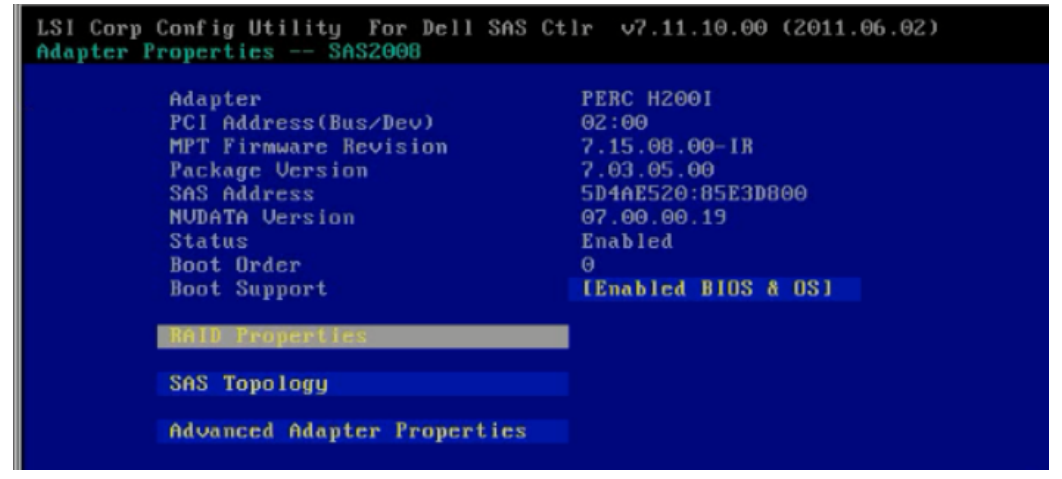 LSI Corp Config Utility For Dell SAS Ctlr v7.11.10.00 (2011.06.02)
Adapter Properties -- SAS2008
Adapter PERC H200I
PCI Address(Bus/Dev) 02:00
MPT Firmware Revision 7.15.08.00-IR
Package Version 7.03.05.00
SAS Address 5D4AE520:85E3D800
NVDATA Version 07.00.00.19
Status Enabled
Boot Order 0
Boot Support [Enabled BIOS & OS]
RAID Properties
SAS Topology
Advanced Adapter Properties